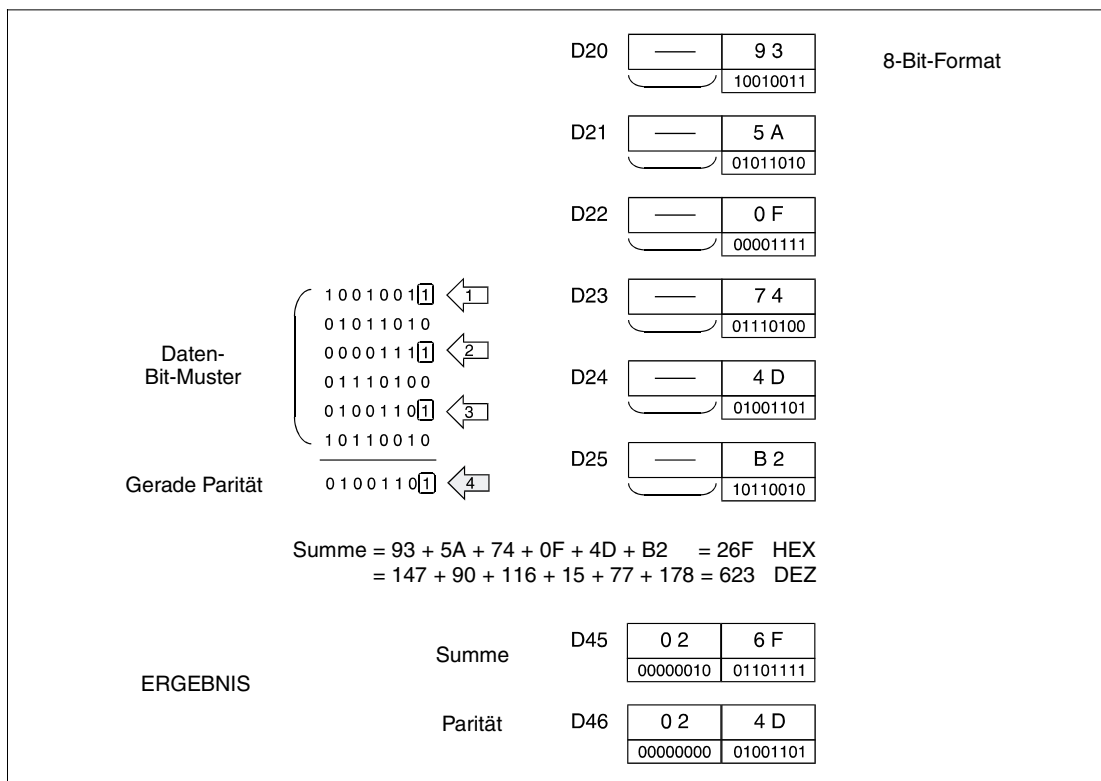 D20 — 9 3 8-Bit-Format
10010011
D21 — 5 A
01011010
D22 — 0 F
00001111
D23 — 7 4
01110100
D24 — 4 D
01001101
D25 — B 2
10110010
Daten-
Bit-Muster
1 0 0 1 0 0 1 1 1
0 1 0 1 1 0 1 0
0 0 0 0 1 1 1 1 2
0 1 1 1 0 1 0 0
0 1 0 0 1 1 0 1 3
1 0 1 1 0 0 1 0
Gerade Parität 0 1 0 0 1 1 0 1 4
Summe = 93 + 5A + 74 + 0F + 4D + B2 = 26F HEX
= 147 + 90 + 116 + 15 + 77 + 178 = 623 DEZ
ERGEBNIS
Summe D45 0 2 6 F
00000010 01101111
Parität D46 0 2 4 D
00000000 01001101